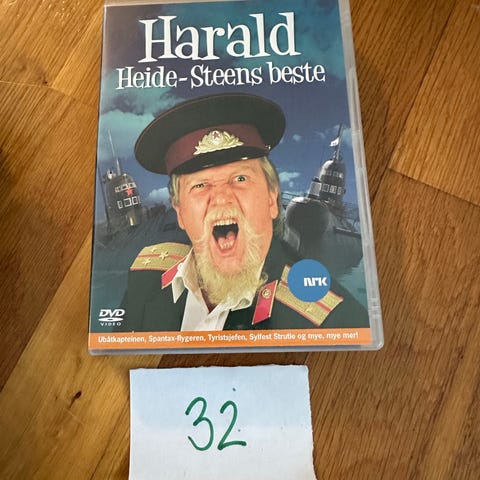 Harald
Heide-Steens beste
NRK
DVD
VIDEO
Ubåtkapteinen, Spantax-flygeren, Tyristsjefen, Sylfest Strutle og mye, mye mer!
32